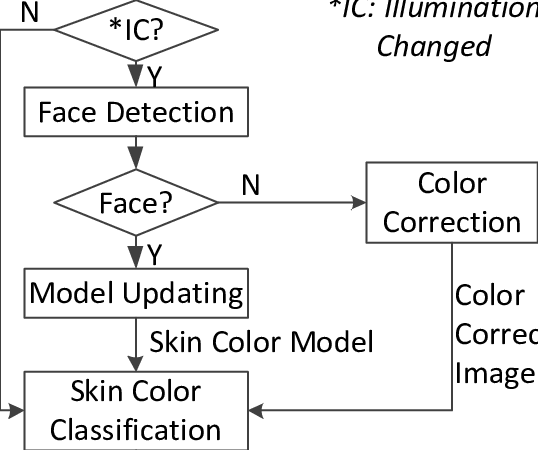 N
*IC?
*IC: Illumination
Changed
Y
Face Detection
Face?
N
Color
Correction
Y
Model Updating
Color
Skin Color Model
Image
Skin Color
Classification